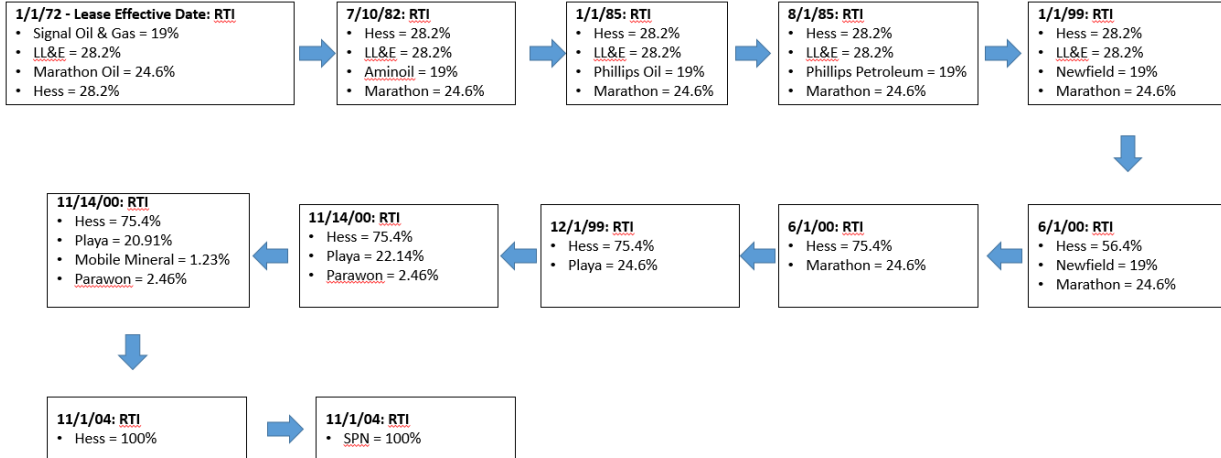 1/1/72 - Lease Effective Date: RTI
• Signal Oil & Gas = 19%
• LL&E = 28.2%
• Marathon Oil = 24.6%
• Hess = 28.2%
7/10/82: RTI
• Hess = 28.2%
• LL&E = 28.2%
• Aminoil = 19%
• Marathon = 24.6%
1/1/85: RTI
• Hess = 28.2%
• LL&E = 28.2%
• Phillips Oil = 19%
• Marathon = 24.6%
8/1/85: RTI
• Hess = 28.2%
• LL&E = 28.2%
• Phillips Petroleum = 19%
• Marathon = 24.6%
1/1/99: RTI
• Hess = 28.2%
• LL&E = 28.2%
• Newfield = 19%
• Marathon = 24.6%
6/1/00: RTI
• Hess = 56.4%
• Newfield = 19%
• Marathon = 24.6%
6/1/00: RTI
• Hess = 75.4%
• Marathon = 24.6%
12/1/99: RTI
• Hess = 75.4%
• Playa = 24.6%
11/14/00: RTI
• Hess = 75.4%
• Playa = 22.14%
• Parawon = 2.46%
11/14/00: RTI
• Hess = 75.4%
• Playa = 20.91%
• Mobile Mineral = 1.23%
• Parawon = 2.46%
11/1/04: RTI
• Hess = 100%
11/1/04: RTI
• SPN = 100%